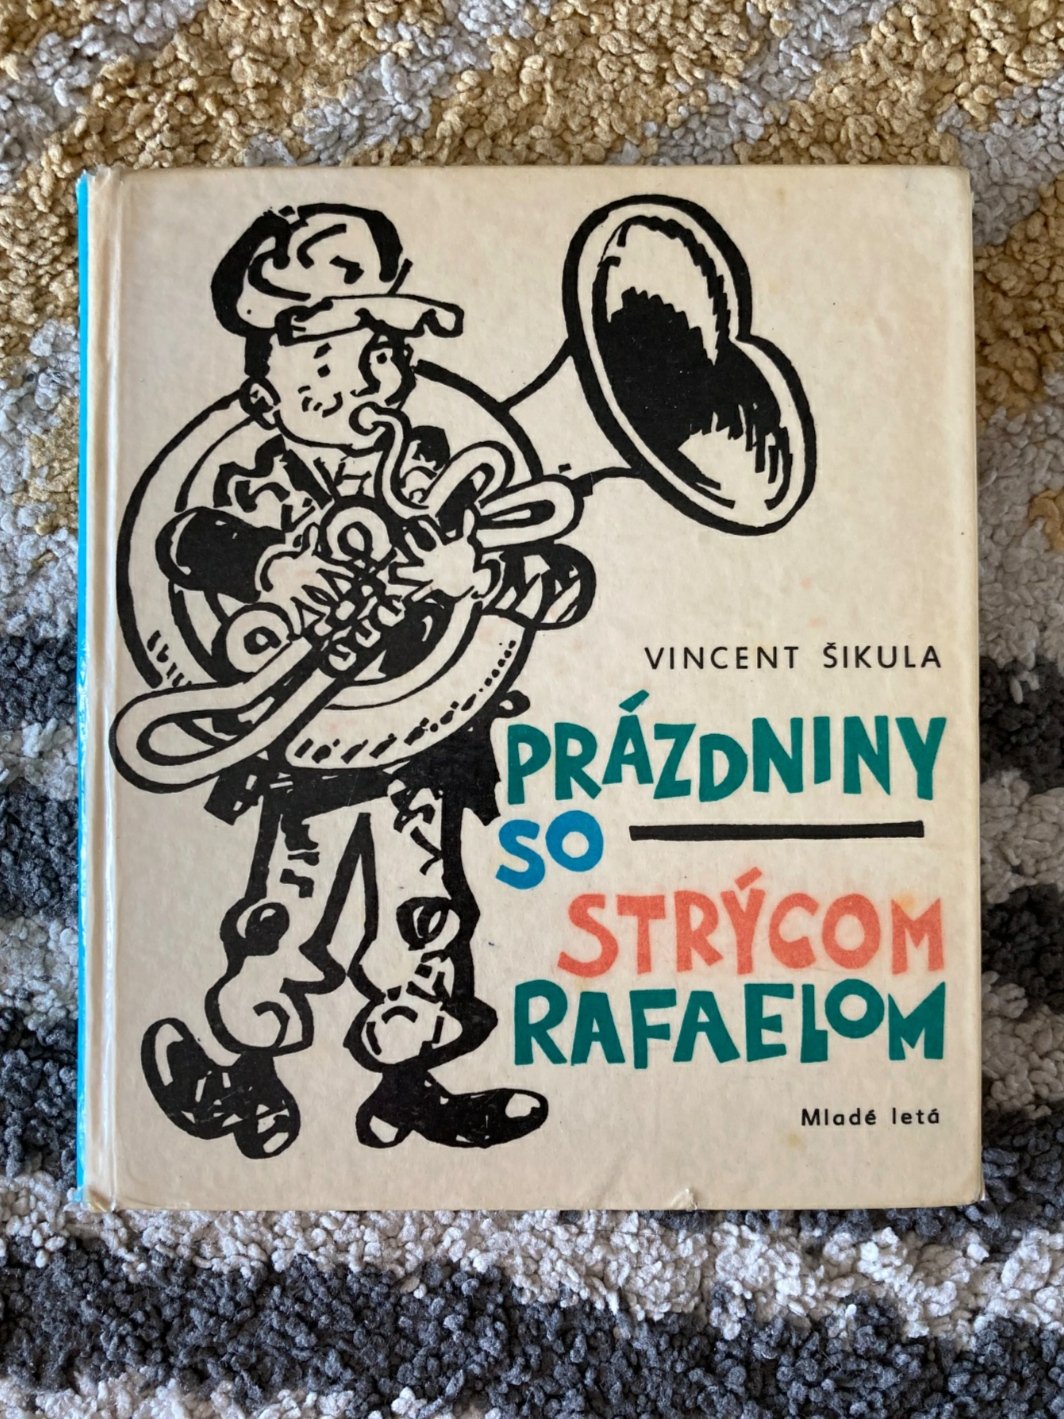 VINCENT ŠIKULA
PRÁZDNINY
SO
STRÝCOM
RAFAELOM
Mladé letá